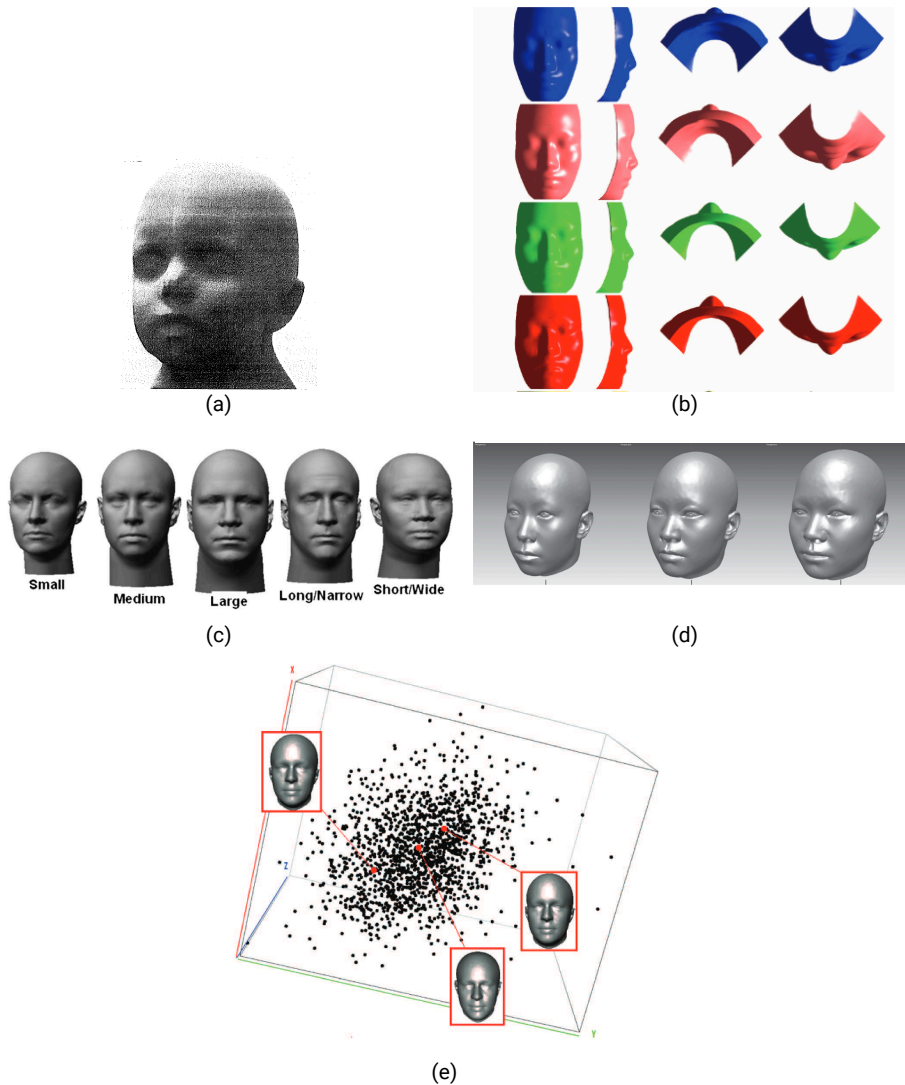 (a)
(b)
Small
Medium
Large
Long/Narrow
Short/Wide
(c)
(d)
X
Z
Y
(e)